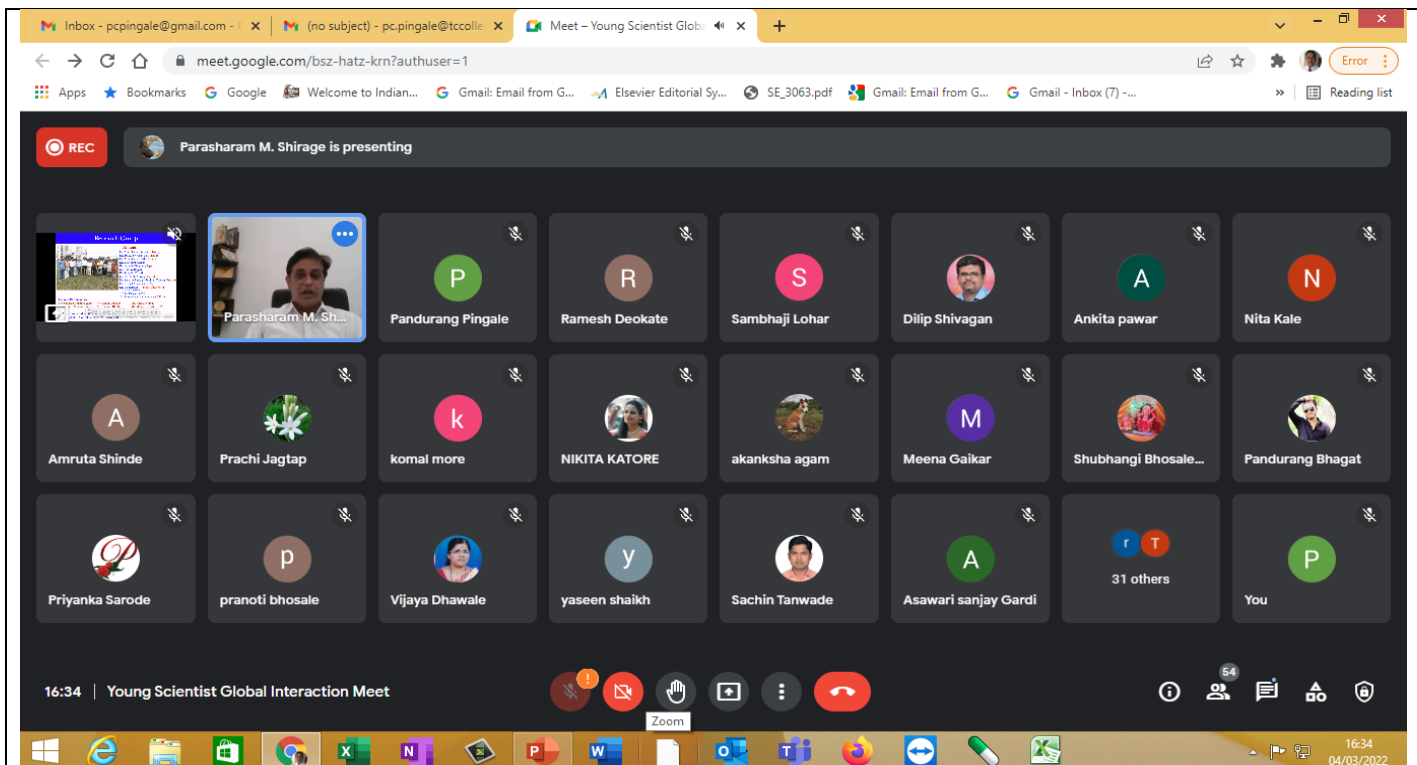 Inbox - pcpingale@gmail.com - G
(no subject) - pc.pingale@tccolle
Meet – Young Scientist Globa
meet.google.com/bsz-hatz-krn?authuser=1
Error
Apps Bookmarks Google Welcome to Indian... Gmail: Email from G... Elsevier Editorial Sy... SE_3063.pdf Gmail: Email from G... Gmail - Inbox (7) -... » Reading list
REC
Parasharam M. Shirage is presenting
Parasharam ...
Parasharam M. Sh...
P
Pandurang Pingale
R
Ramesh Deokate
S
Sambhaji Lohar
Dilip Shivagan
A
Ankita pawar
N
Nita Kale
A
Amruta Shinde
Prachi Jagtap
k
komal more
NIKITA KATORE
akanksha agam
M
Meena Gaikar
Shubhangi Bhosale...
Pandurang Bhagat
P
Priyanka Sarode
p
pranoti bhosale
Vijaya Dhawale
y
yaseen shaikh
Sachin Tanwade
A
Asawari sanjay Gardi
r T
31 others
P
You
16:34 | Young Scientist Global Interaction Meet
!
54
Zoom
16:34
04/03/2022